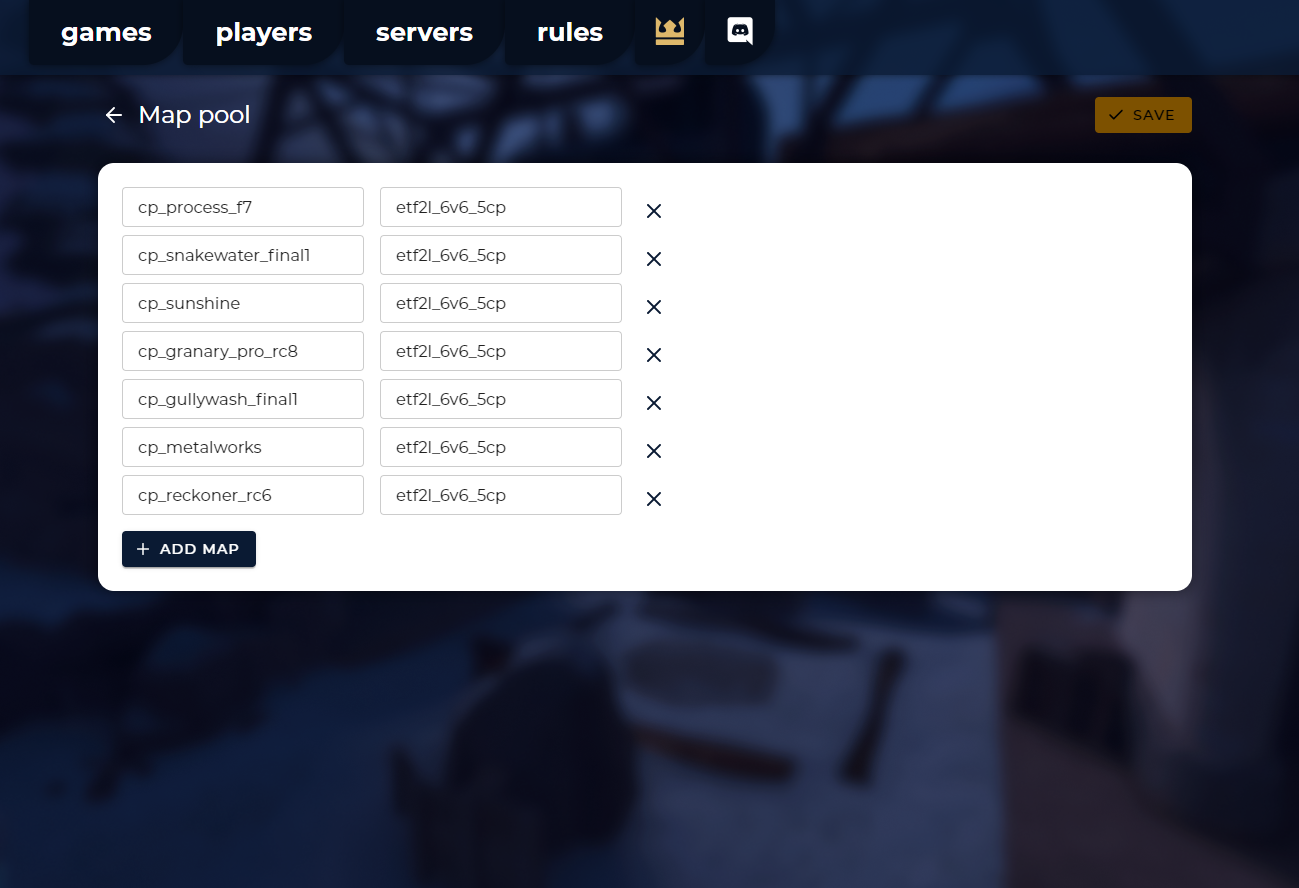 games players servers rules
Map pool SAVE
cp_process_f7 etf2l_6v6_5cp
cp_snakewater_final1 etf2l_6v6_5cp
cp_sunshine etf2l_6v6_5cp
cp_granary_pro_rc8 etf2l_6v6_5cp
cp_gullywash_final1 etf2l_6v6_5cp
cp_metalworks etf2l_6v6_5cp
cp_reckoner_rc6 etf2l_6v6_5cp
ADD MAP